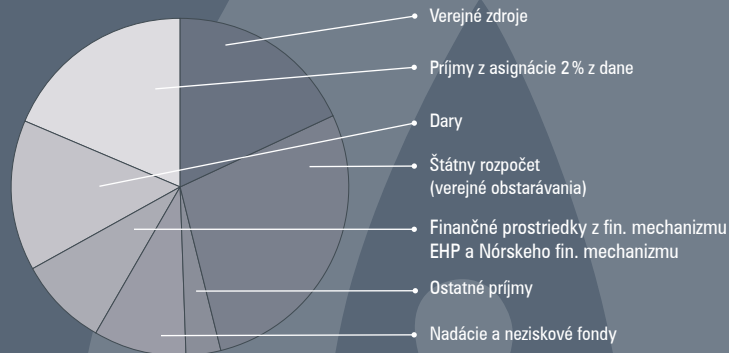 Verejné zdroje
Príjmy z asignácie 2 % z dane
Dary
Štátny rozpočet
(verejné obstarávania)
Finančné prostriedky z fin. mechanizmu
EHP a Nórskeho fin. mechanizmu
Ostatné príjmy
Nadácie a neziskové fondy